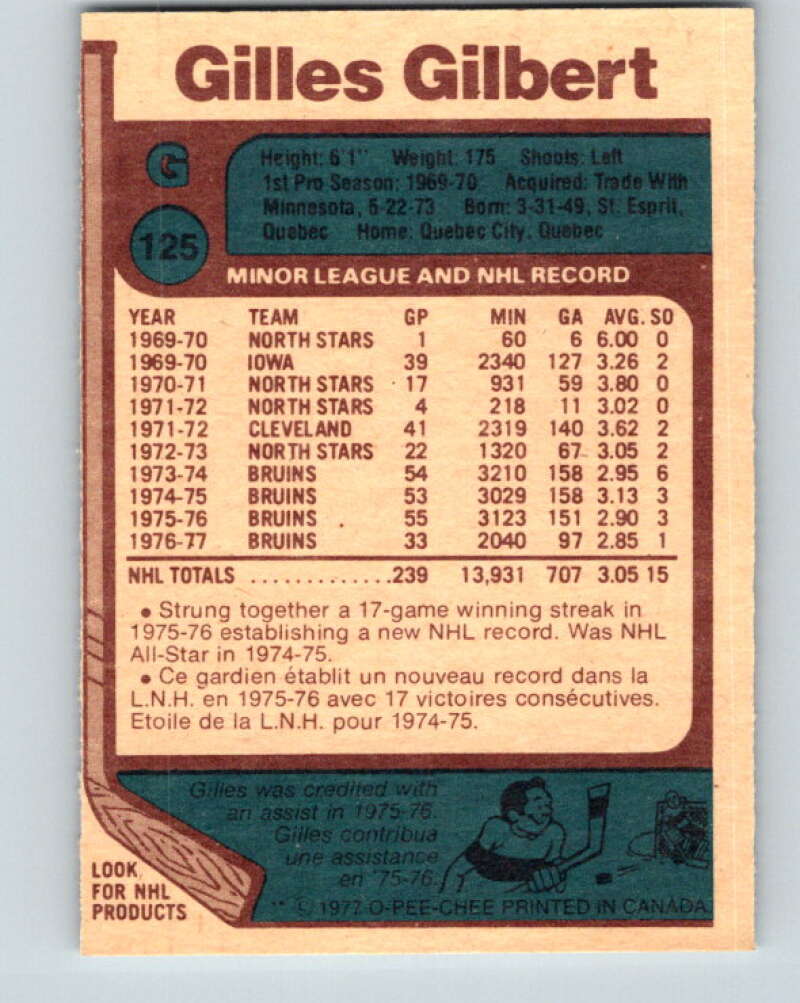 Gilles Gilbert
G
125
Height: 6'1" Weight: 175 Shoots: Left
1st Pro Season: 1969-70 Acquired: Trade With
Minnesota, 5-22-73 Born: 3-31-49, St. Esprit,
Quebec Home: Quebec City, Quebec
MINOR LEAGUE AND NHL RECORD
YEAR TEAM GP MIN GA AVG. SO
1969-70 NORTH STARS 1 60 6 6.00 0
1969-70 IOWA 39 2340 127 3.26 2
1970-71 NORTH STARS 17 931 59 3.80 0
1971-72 NORTH STARS 4 218 11 3.02 0
1971-72 CLEVELAND 41 2319 140 3.62 2
1972-73 NORTH STARS 22 1320 67 3.05 2
1973-74 BRUINS 54 3210 158 2.95 6
1974-75 BRUINS 53 3029 158 3.13 3
1975-76 BRUINS 55 3123 151 2.90 3
1976-77 BRUINS 33 2040 97 2.85 1
NHL TOTALS .............239 13,931 707 3.05 15
• Strung together a 17-game winning streak in
1975-76 establishing a new NHL record. Was NHL
All-Star in 1974-75.
• Ce gardien établit un nouveau record dans la
L.N.H. en 1975-76 avec 17 victoires consécutives.
Etoile de la L.N.H. pour 1974-75.
Gilles was credited with
an assist in 1975-76.
Gilles contribua
une assistance
en '75-76.
LOOK
FOR NHL
PRODUCTS
** © 1977 O-PEE-CHEE PRINTED IN CANADA